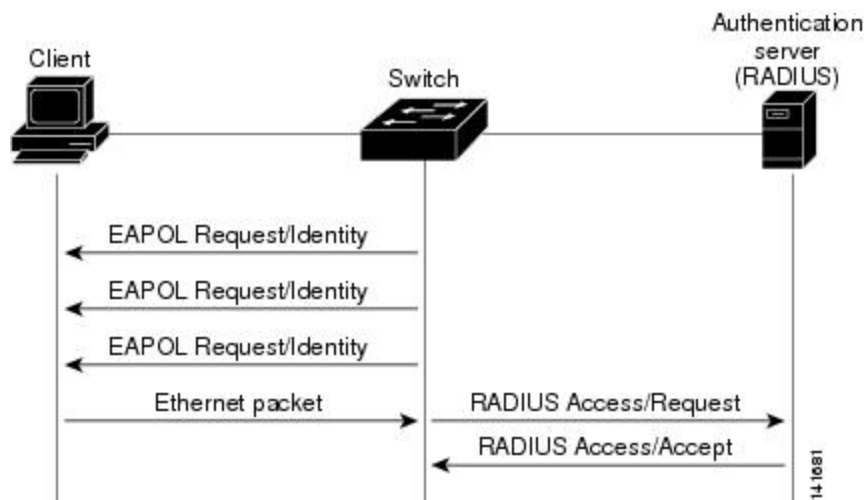 Client
Switch
Authentication
server
(RADIUS)
EAPOL Request/Identity
EAPOL Request/Identity
EAPOL Request/Identity
Ethernet packet
RADIUS Access/Request
RADIUS Access/Accept
141681